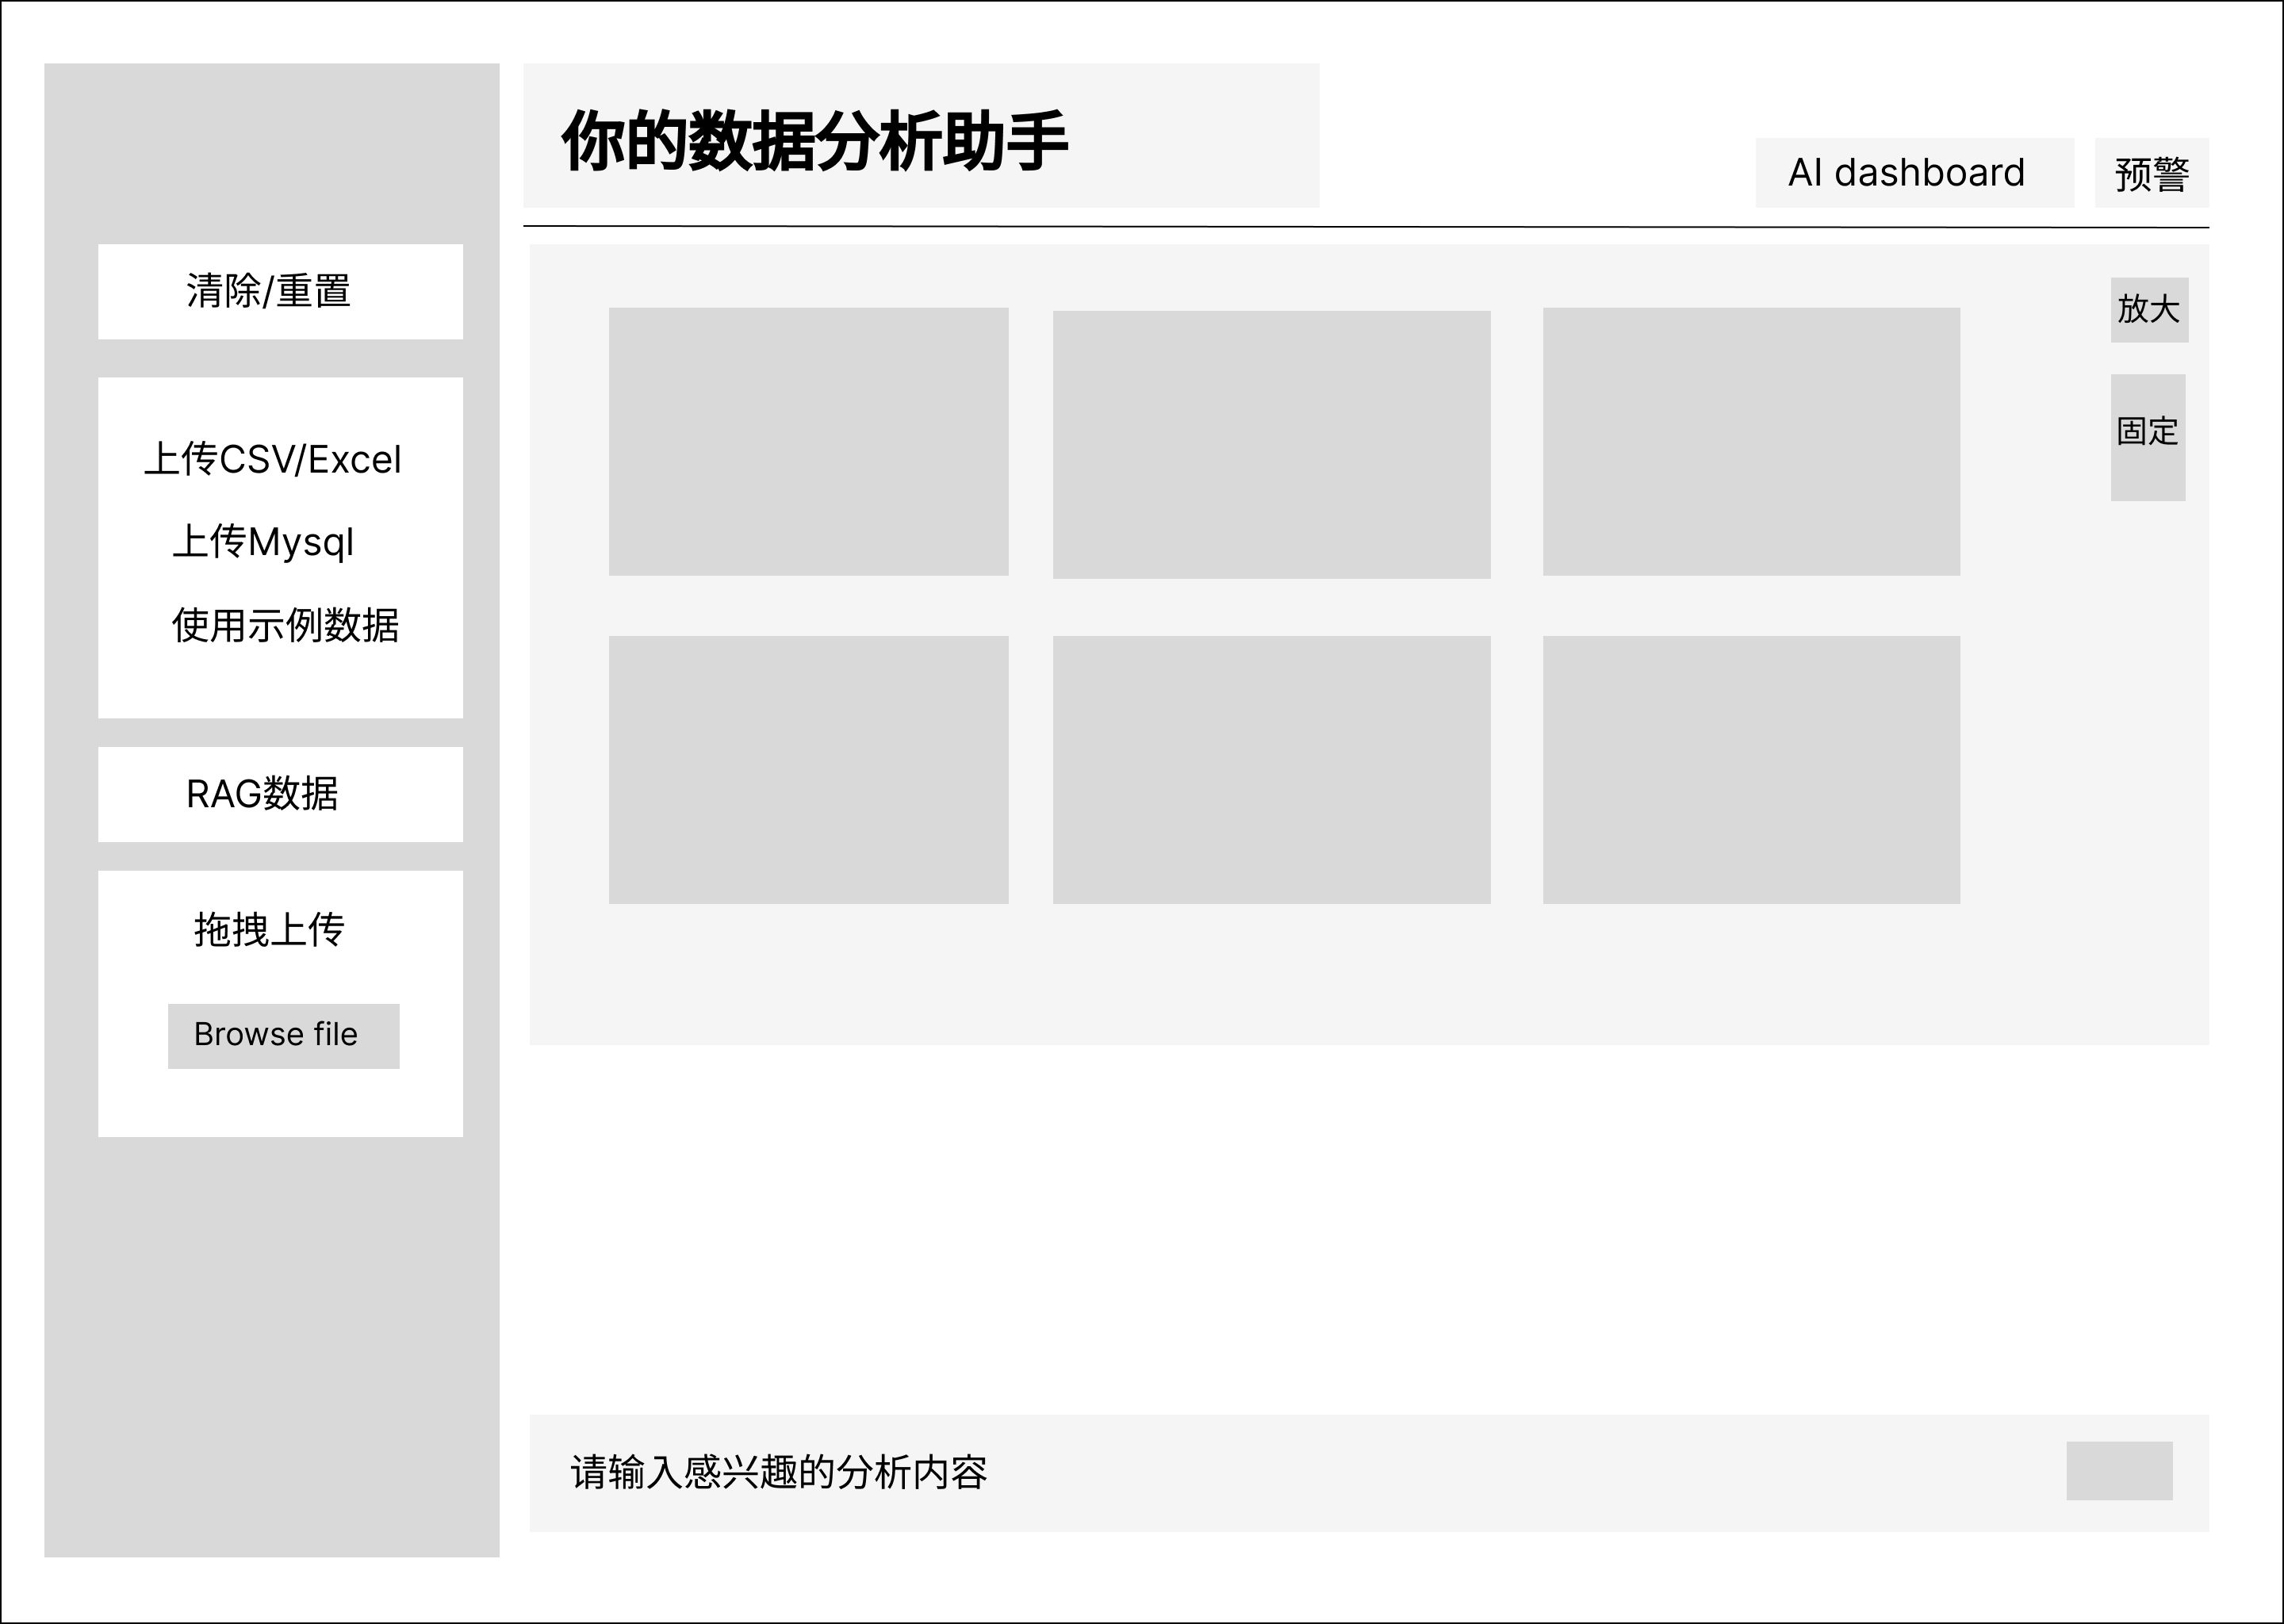 你的数据分析助手
AI dashboard
预警
清除/重置
上传CSV/Excel
上传Mysql
使用示例数据
RAG数据
拖拽上传
Browse file
放大
固定
请输入感兴趣的分析内容